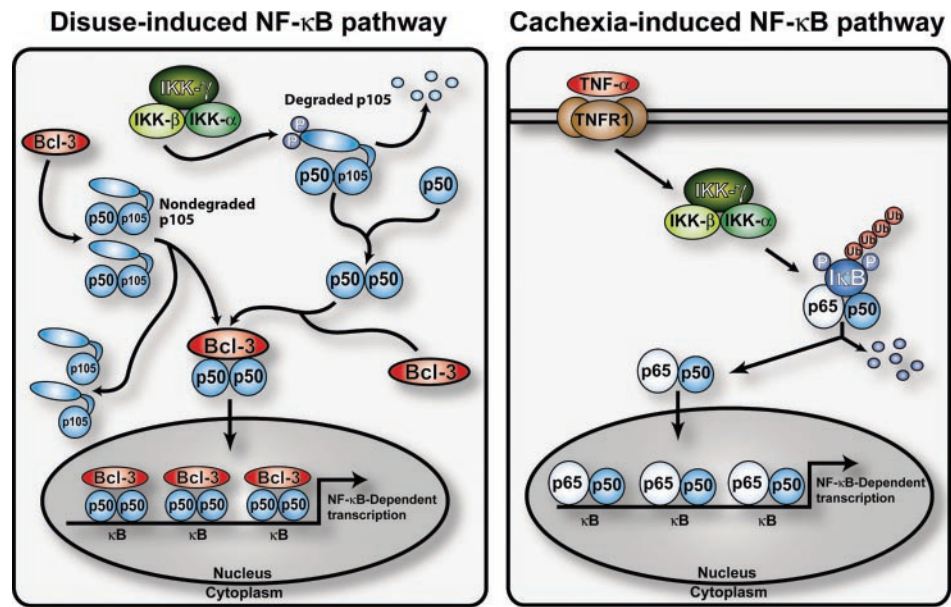 Disuse-induced NF-κB pathway
IKK-γ
IKK-β IKK-α
Degraded p105
P
P
Bcl-3
p50 p105
p50
Nondegraded
p105
p50 p105
p50 p105
p50 p50
Bcl-3
p50 p50
Bcl-3
p105
p105
Bcl-3 Bcl-3 Bcl-3
p50 p50 p50 p50 p50 p50
κB κB κB
NF-κB-Dependent
transcription
Nucleus
Cytoplasm
Cachexia-induced NF-κB pathway
TNF-α
TNFR1
IKK-γ
IKK-β IKK-α
Ub
Ub
Ub
Ub
P P
IκB
p65 p50
p65 p50
p65 p50 p65 p50 p65 p50
κB κB κB
NF-κB-Dependent
transcription
Nucleus
Cytoplasm